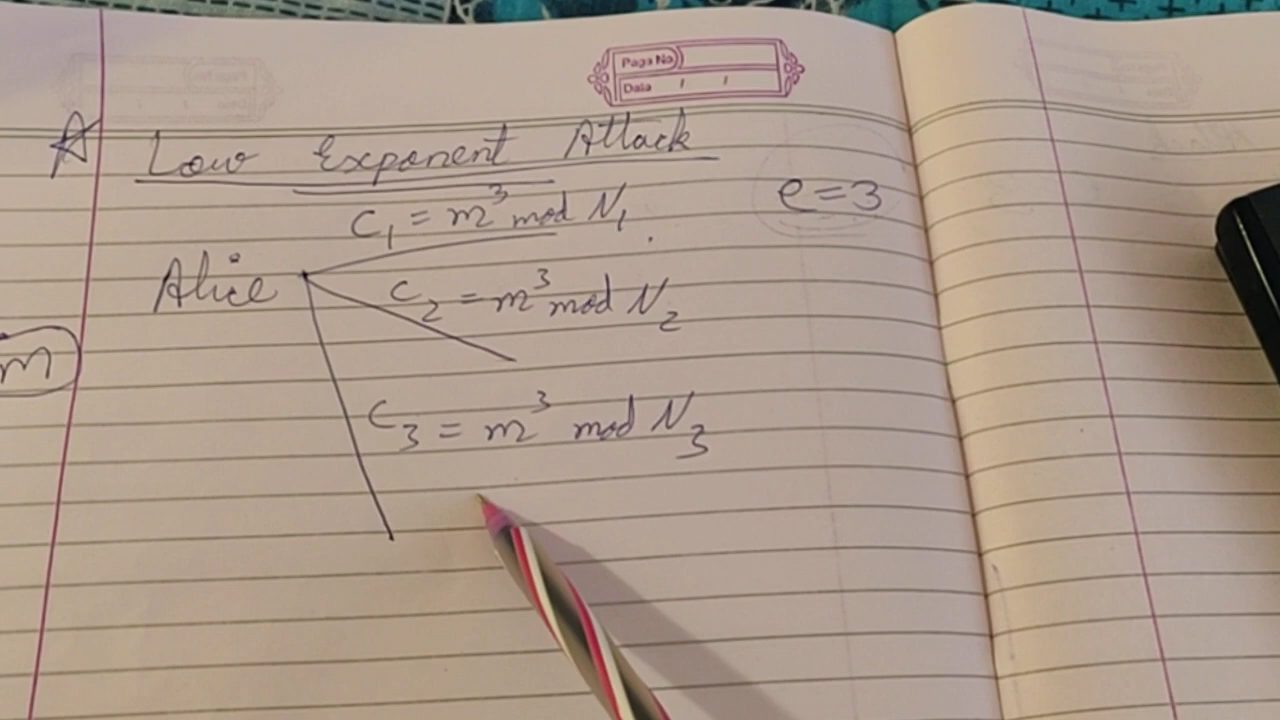 Page No
Data / /
A Low Exponent Attack
C₁ = m³ mod N₁
e=3
Alice
C₂ = m³ mod N₂
m
C₃ = m³ mod N₃